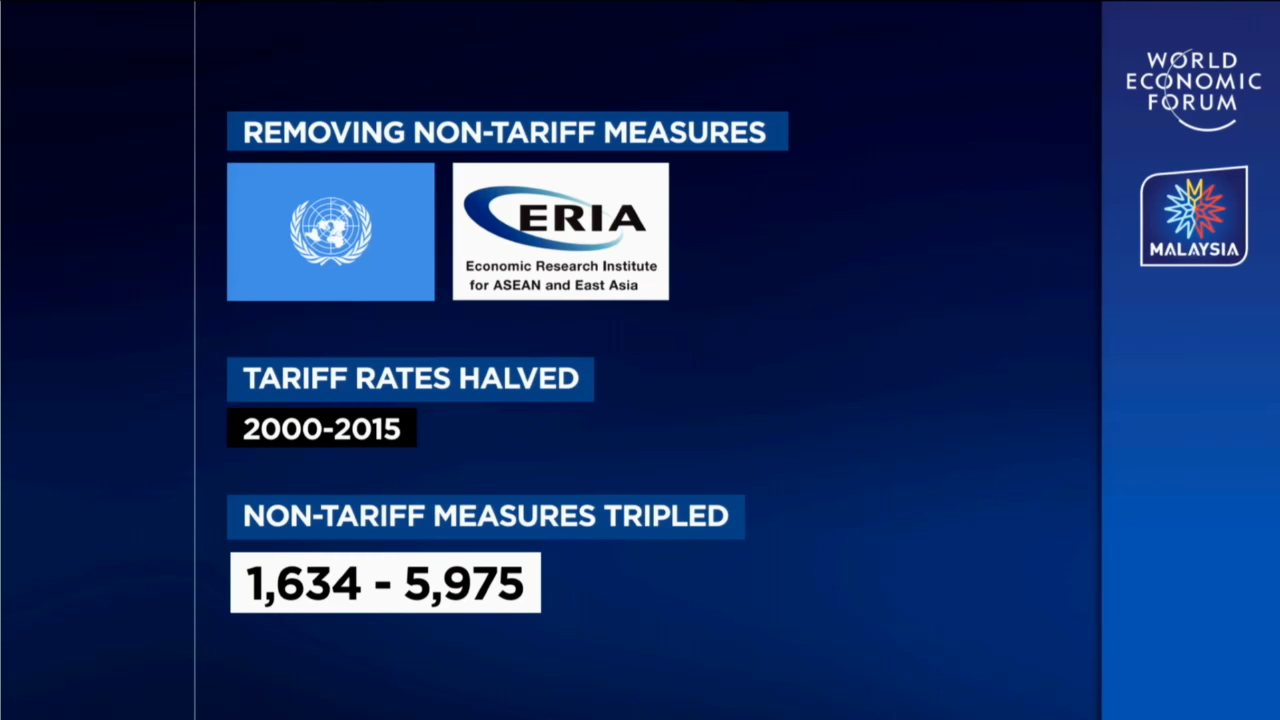 REMOVING NON-TARIFF MEASURES
ERIA
Economic Research Institute
for ASEAN and East Asia
TARIFF RATES HALVED
2000-2015
NON-TARIFF MEASURES TRIPLED
1,634 - 5,975
WORLD
ECONOMIC
FORUM
MALAYSIA